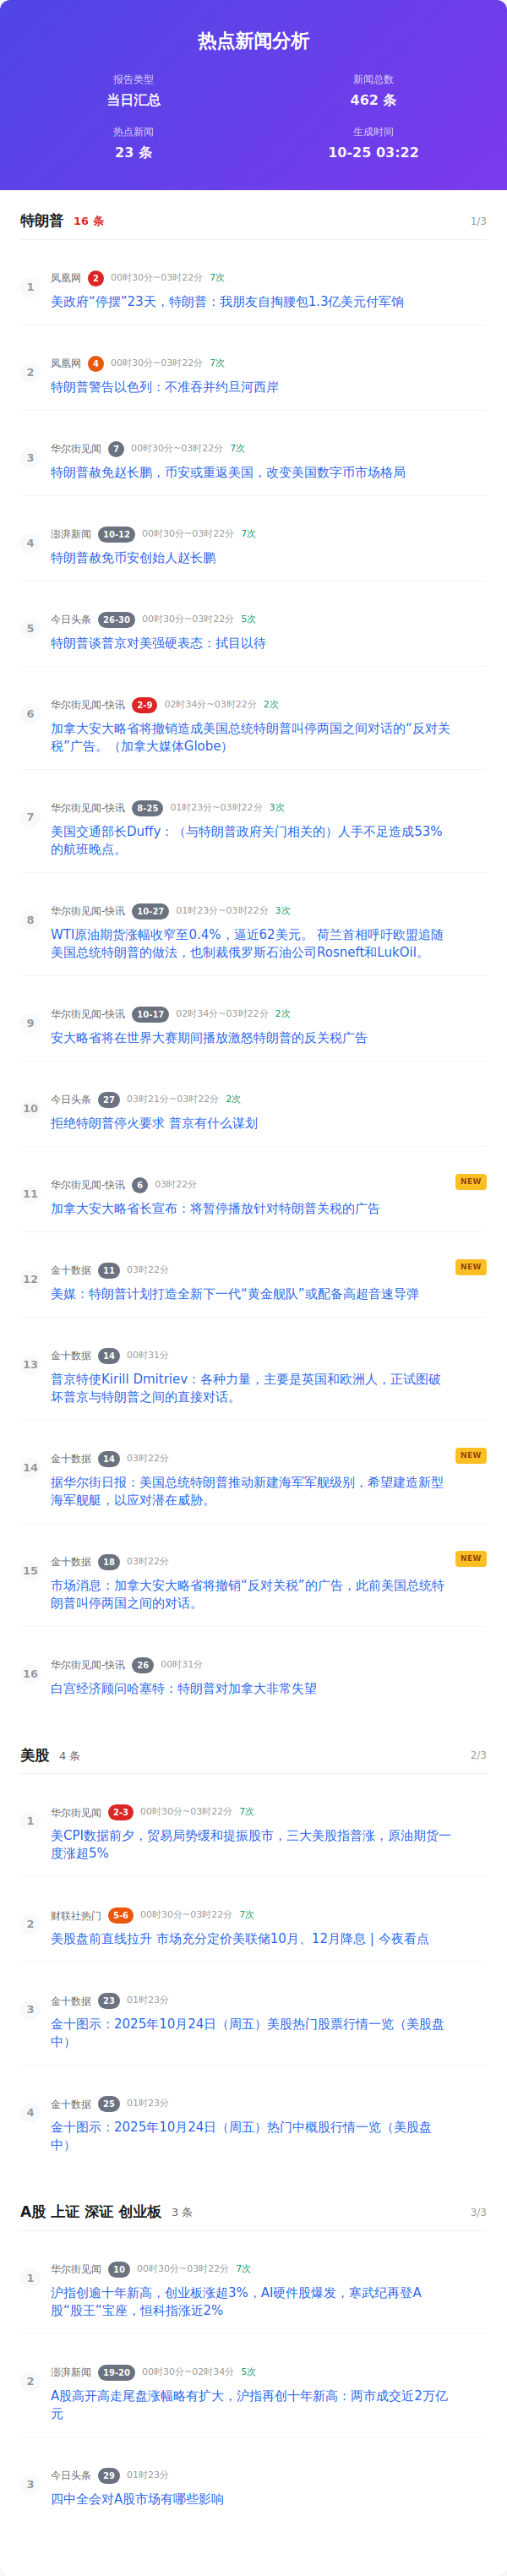 热点新闻分析
报告类型 新闻总数
当日汇总 462 条
热点新闻 生成时间
23 条 10-25 03:22
特朗普 16 条 1/3
1 凤凰网 2 00时30分~03时22分 7次
美政府“停摆”23天，特朗普：我朋友自掏腰包1.3亿美元付军饷
2 凤凰网 4 00时30分~03时22分 7次
特朗普警告以色列：不准吞并约旦河西岸
3 华尔街见闻 7 00时30分~03时22分 7次
特朗普赦免赵长鹏，币安或重返美国，改变美国数字币市场格局
4 澎湃新闻 10-12 00时30分~03时22分 7次
特朗普赦免币安创始人赵长鹏
5 今日头条 26-30 00时30分~03时22分 5次
特朗普谈普京对美强硬表态：拭目以待
6 华尔街见闻-快讯 2-9 02时34分~03时22分 2次
加拿大安大略省将撤销造成美国总统特朗普叫停两国之间对话的“反对关
税”广告。（加拿大媒体Globe）
7 华尔街见闻-快讯 8-25 01时23分~03时22分 3次
美国交通部长Duffy：（与特朗普政府关门相关的）人手不足造成53%
的航班晚点。
8 华尔街见闻-快讯 10-27 01时23分~03时22分 3次
WTI原油期货涨幅收窄至0.4%，逼近62美元。 荷兰首相呼吁欧盟追随
美国总统特朗普的做法，也制裁俄罗斯石油公司Rosneft和LukOil。
9 华尔街见闻-快讯 10-17 02时34分~03时22分 2次
安大略省将在世界大赛期间播放激怒特朗普的反关税广告
10 今日头条 27 03时21分~03时22分 2次
拒绝特朗普停火要求 普京有什么谋划
11 华尔街见闻-快讯 6 03时22分 NEW
加拿大安大略省长宣布：将暂停播放针对特朗普关税的广告
12 金十数据 11 03时22分 NEW
美媒：特朗普计划打造全新下一代“黄金舰队”或配备高超音速导弹
13 金十数据 14 00时31分
普京特使Kirill Dmitriev：各种力量，主要是英国和欧洲人，正试图破
坏普京与特朗普之间的直接对话。
14 金十数据 14 03时22分 NEW
据华尔街日报：美国总统特朗普推动新建海军军舰级别，希望建造新型
海军舰艇，以应对潜在威胁。
15 金十数据 18 03时22分 NEW
市场消息：加拿大安大略省将撤销“反对关税”的广告，此前美国总统特
朗普叫停两国之间的对话。
16 华尔街见闻-快讯 26 00时31分
白宫经济顾问哈塞特：特朗普对加拿大非常失望
美股 4 条 2/3
1 华尔街见闻 2-3 00时30分~03时22分 7次
美CPI数据前夕，贸易局势缓和提振股市，三大美股指普涨，原油期货一
度涨超5%
2 财联社热门 5-6 00时30分~03时22分 7次
美股盘前直线拉升 市场充分定价美联储10月、12月降息 | 今夜看点
3 金十数据 23 01时23分
金十图示：2025年10月24日（周五）美股热门股票行情一览（美股盘
中）
4 金十数据 25 01时23分
金十图示：2025年10月24日（周五）热门中概股行情一览（美股盘
中）
A股 上证 深证 创业板 3 条 3/3
1 华尔街见闻 10 00时30分~03时22分 7次
沪指创逾十年新高，创业板涨超3%，AI硬件股爆发，寒武纪再登A
股“股王”宝座，恒科指涨近2%
2 澎湃新闻 19-20 00时30分~02时34分 5次
A股高开高走尾盘涨幅略有扩大，沪指再创十年新高：两市成交近2万亿
元
3 今日头条 29 01时23分
四中全会对A股市场有哪些影响